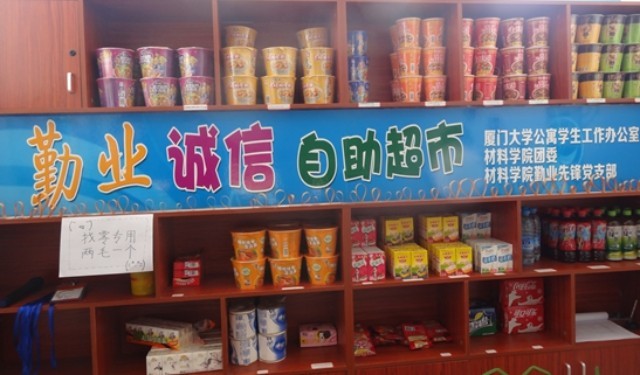 勤业 诚信 自助超市
厦门大学公寓学生工作办公室
材料学院团委
材料学院勤业先锋党支部
找零专用
两毛一个